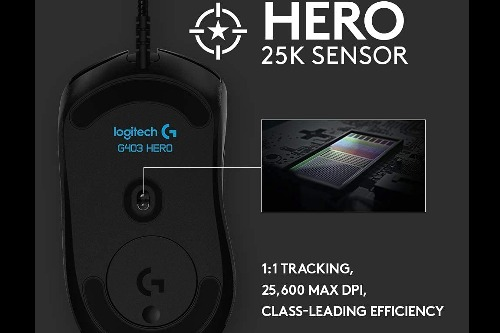 HERO
25K SENSOR
logitech G
G403 HERO
1:1 TRACKING,
25,600 MAX DPI,
CLASS-LEADING EFFICIENCY